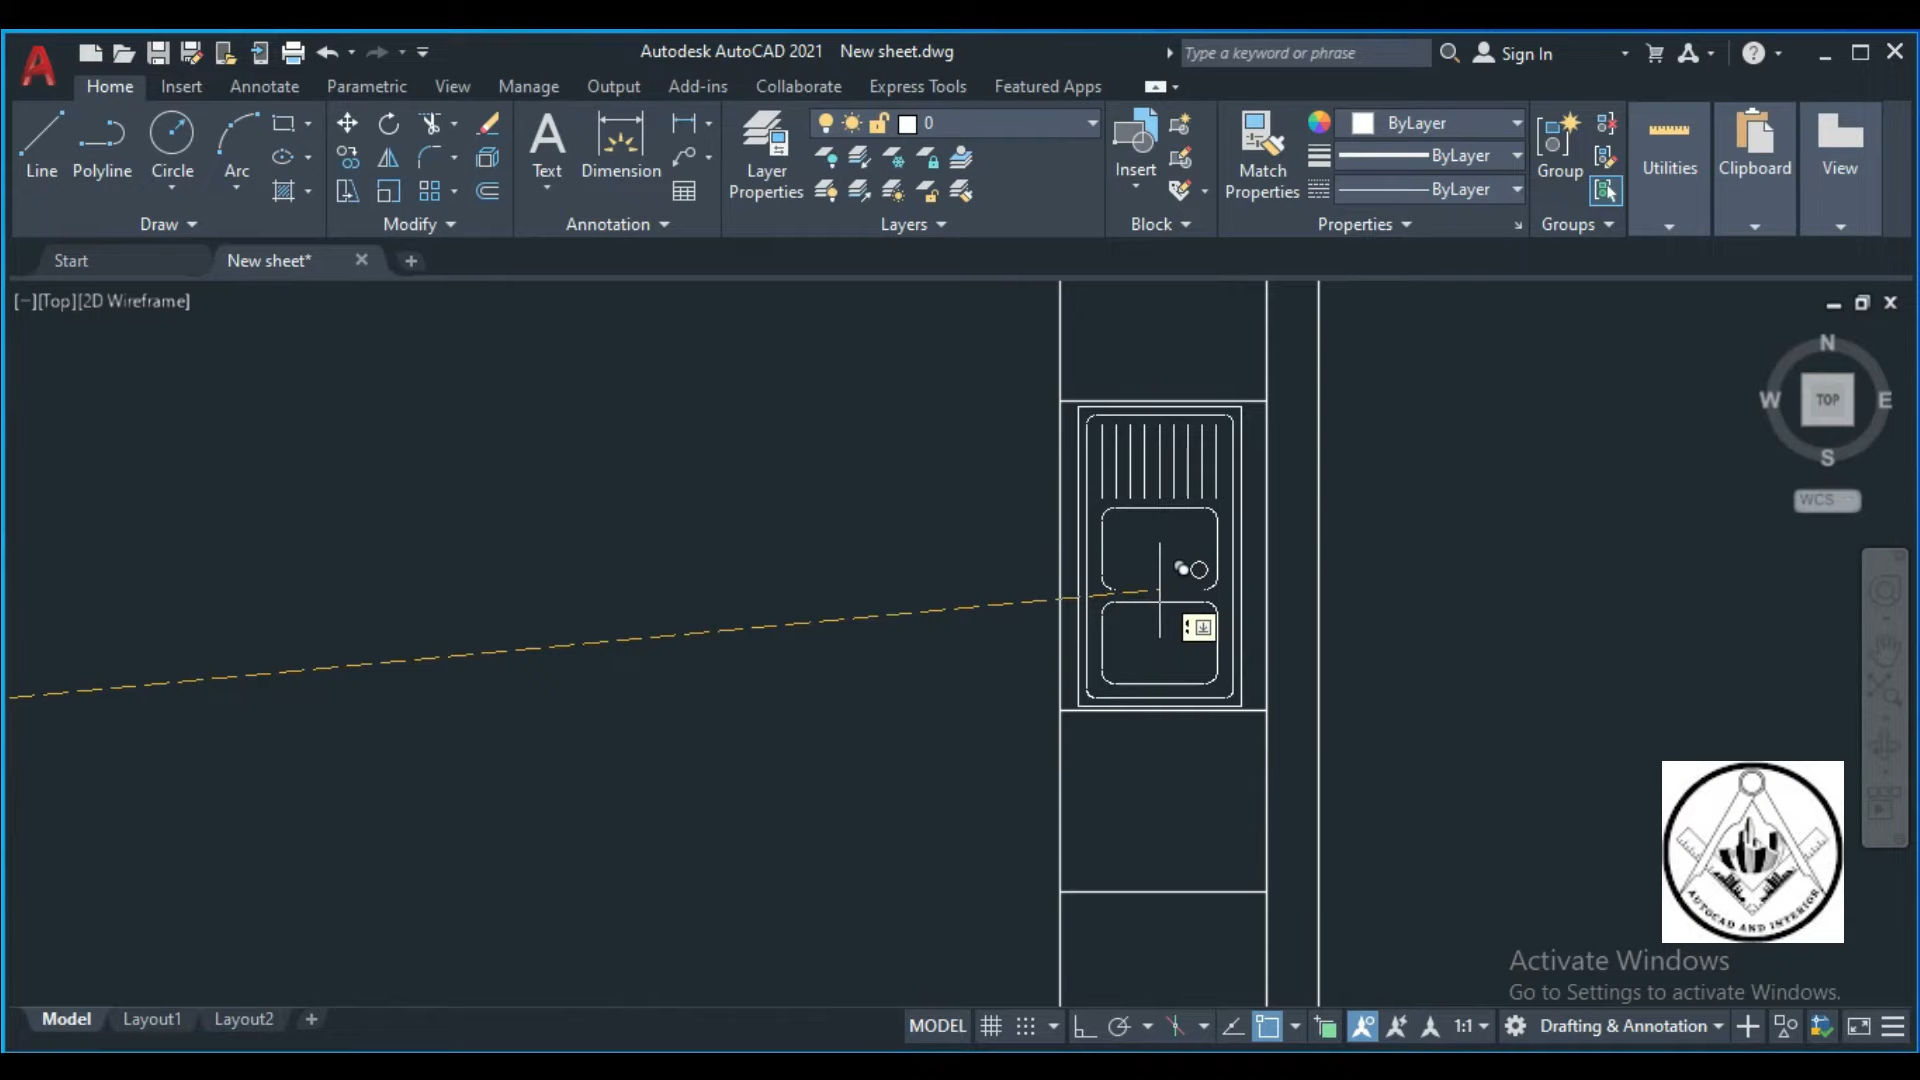 Autodesk AutoCAD 2021 New sheet.dwg
Type a keyword or phrase
Sign In
Home Insert Annotate Parametric View Manage Output Add-ins Collaborate Express Tools Featured Apps
0
ByLayer
ByLayer
ByLayer
Line Polyline Circle Arc
Text Dimension
Layer Properties
Insert
Match Properties
Group
Utilities Clipboard View
Draw Modify Annotation Layers Block Properties Groups
Start New sheet*
[−][Top][2D Wireframe]
N
W TOP E
S
WCS
AUTOCAD AND INTERIOR
Activate Windows
Go to Settings to activate Windows.
Model Layout1 Layout2
MODEL 1:1 Drafting & Annotation